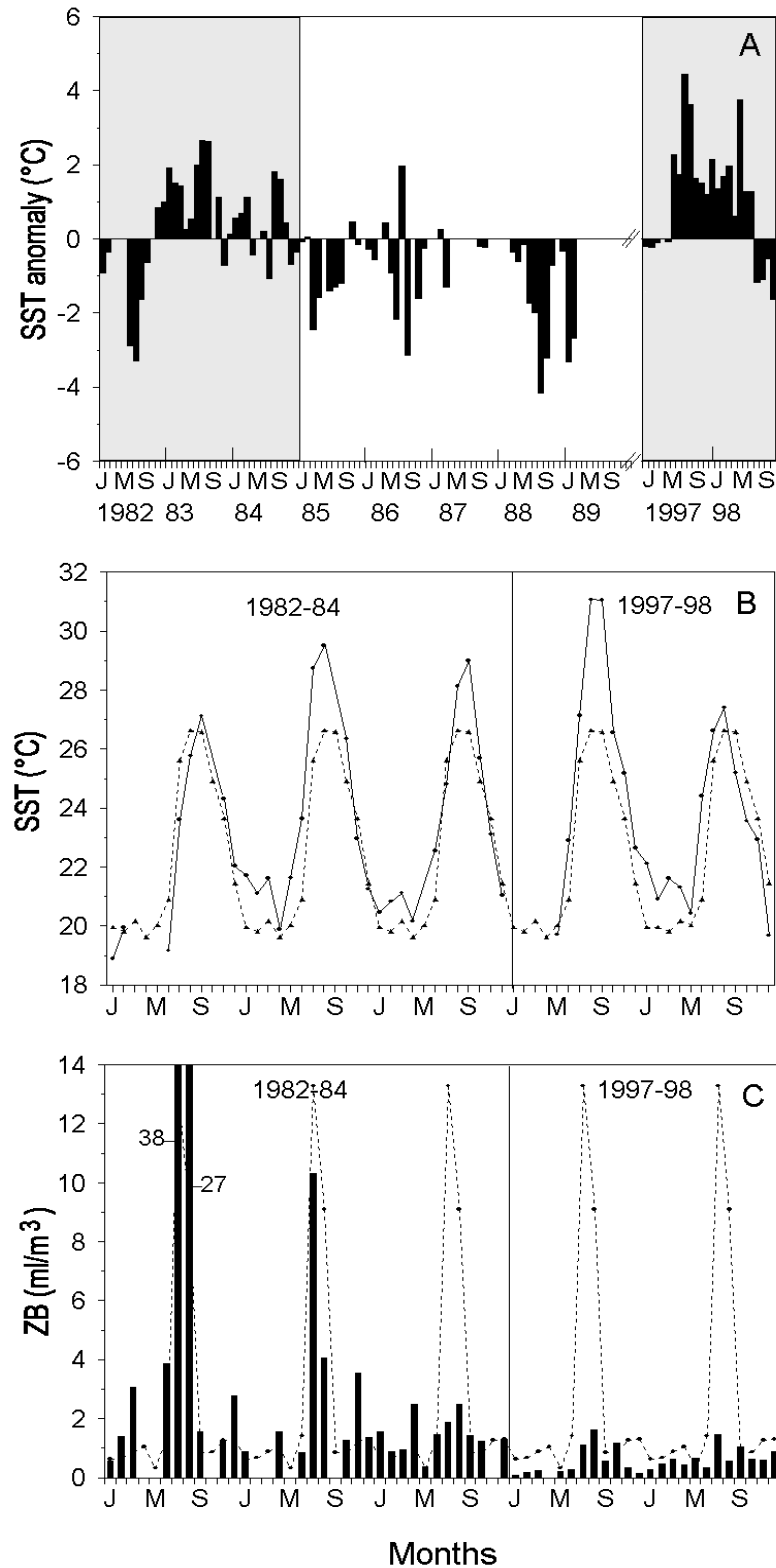 A
SST anomaly (°C)
6
4
2
0
-2
-4
-6
J M S J M S J M S J M S J M S J M S J M S J M S J M S J M S
1982 83 84 85 86 87 88 89 1997 98
B
1982-84
1997-98
SST (°C)
32
30
28
26
24
22
20
18
J M S J M S J M S J M S J M S
C
1982-84
1997-98
38
27
ZB (ml/m³)
14
12
10
8
6
4
2
0
J M S J M S J M S J M S J M S
Months